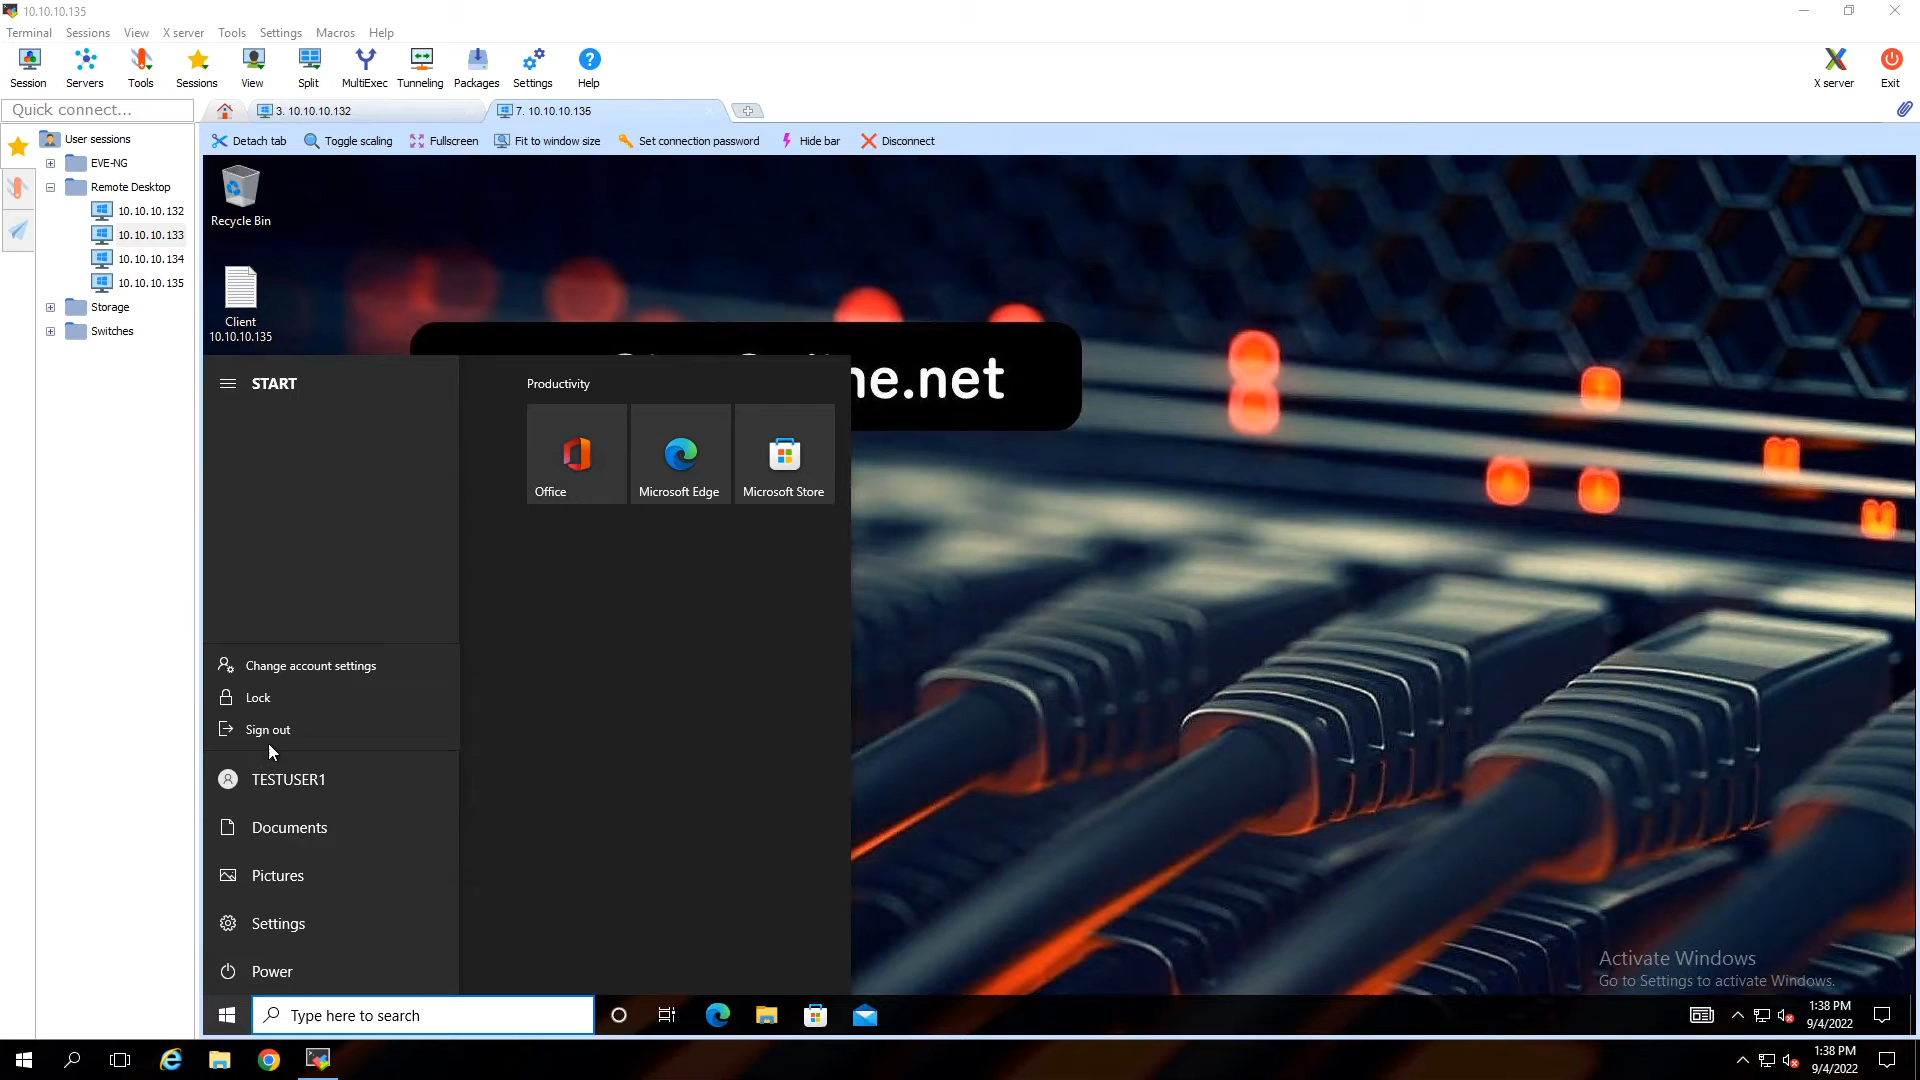 10.10.10.135
Terminal Sessions View X server Tools Settings Macros Help
Session Servers Tools Sessions View Split MultiExec Tunneling Packages Settings Help X server Exit
Quick connect...
3. 10.10.10.132
7. 10.10.10.135
Detach tab Toggle scaling Fullscreen Fit to window size Set connection password Hide bar Disconnect
User sessions
EVE-NG
Remote Desktop
10.10.10.132
10.10.10.133
10.10.10.134
10.10.10.135
Storage
Switches
Recycle Bin
Client
10.10.10.135
ne.net
START
Productivity
Office
Microsoft Edge
Microsoft Store
Change account settings
Lock
Sign out
TESTUSER1
Documents
Pictures
Settings
Power
Activate Windows
Go to Settings to activate Windows.
Type here to search
1:38 PM
9/4/2022
1:38 PM
9/4/2022